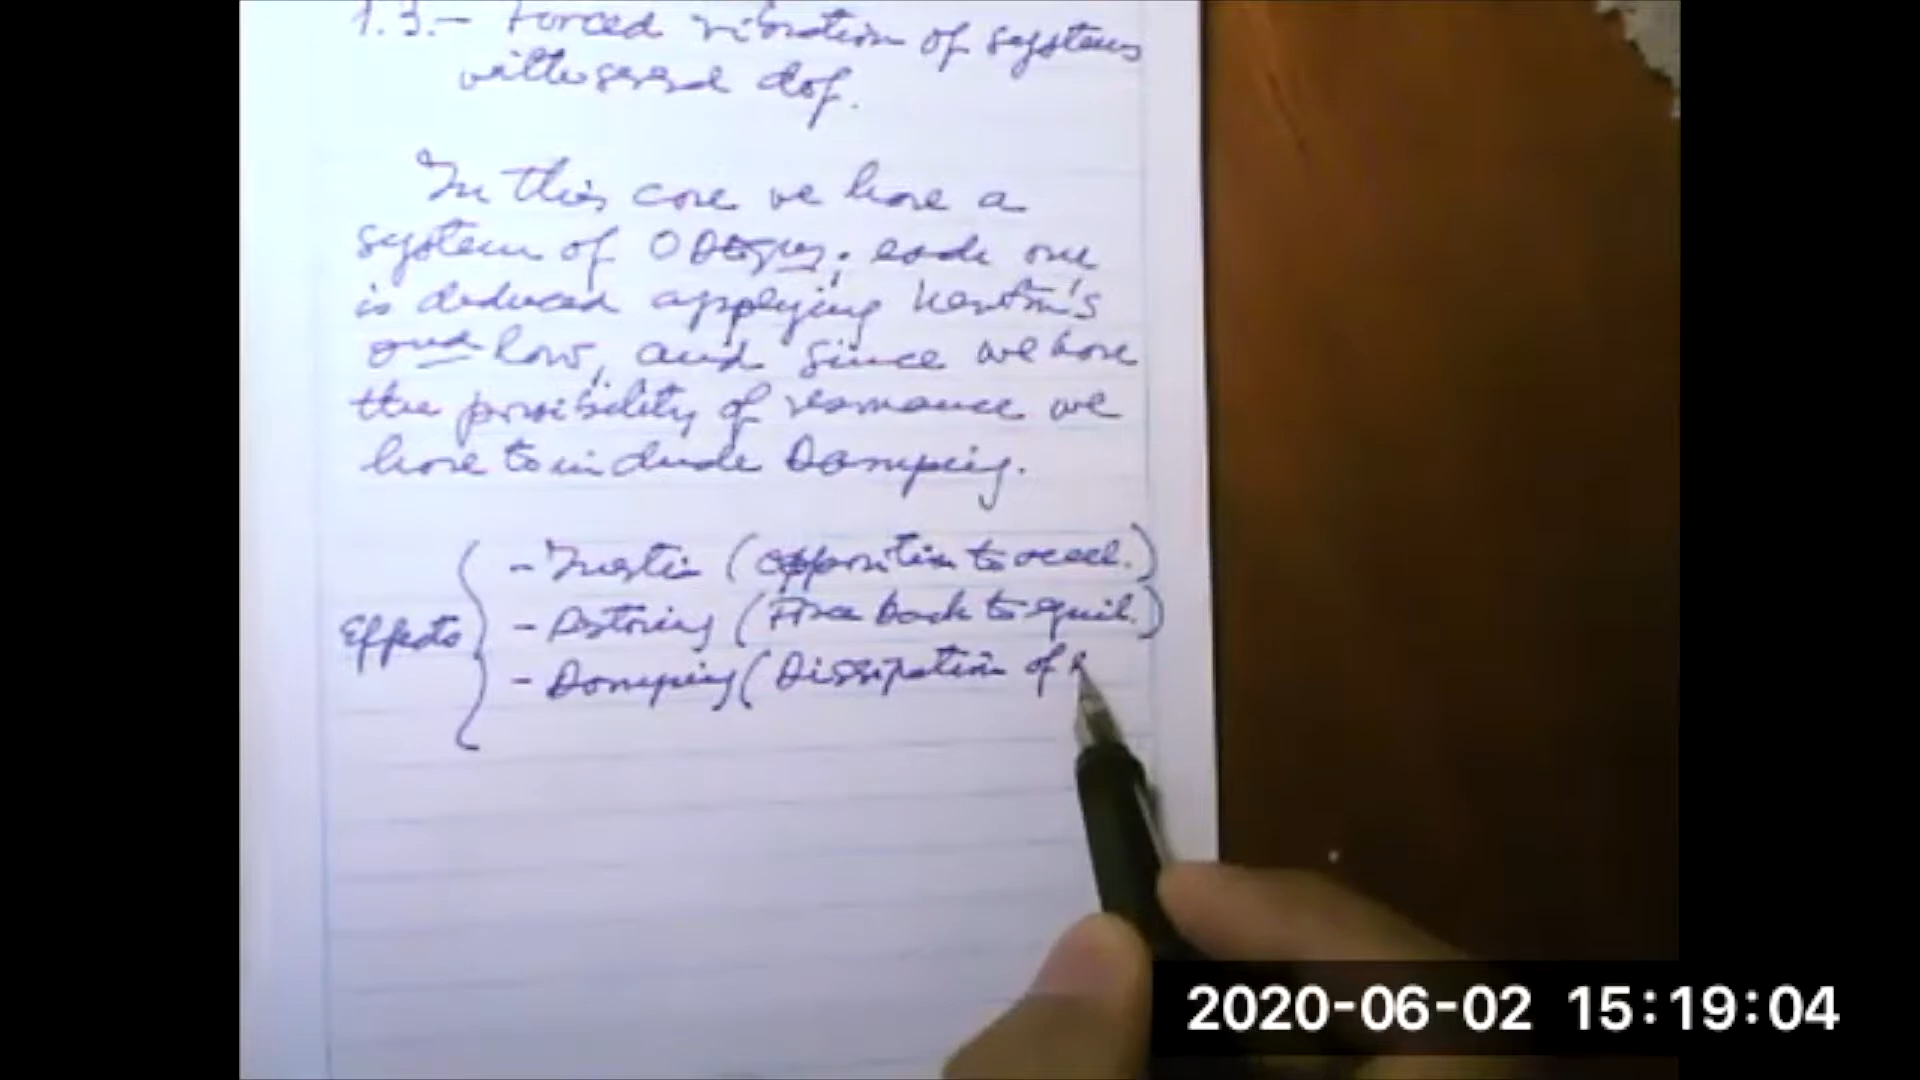 1.3.- Forced vibration of systems
with several dof.
In this case we have a
system of ODEqs.; each one
is deduced applying Newton's
2nd law, and since we have
the possibility of resonance we
have to include Damping.
Effects
- Inertia (opposition to accel.)
- Restoring (Force back to equil.)
- Damping (Dissipation of
2020-06-02 15:19:04